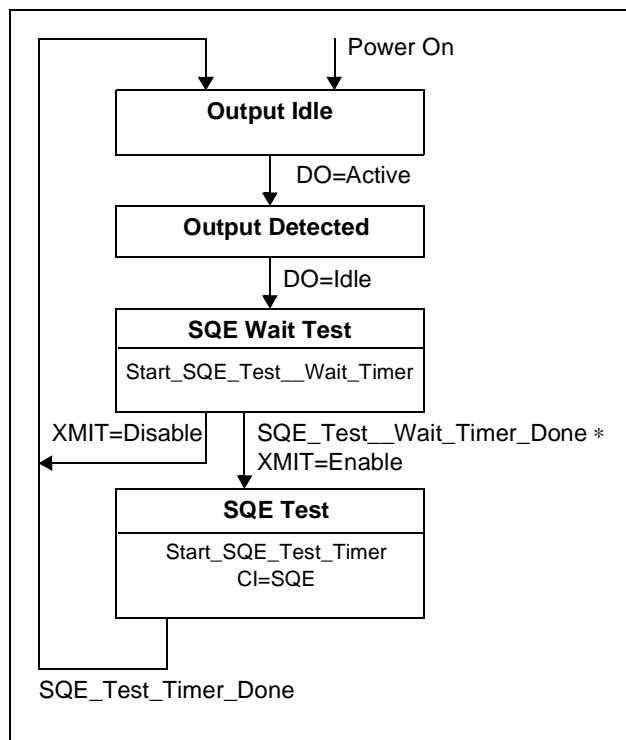 Power On
Output Idle
DO=Active
Output Detected
DO=Idle
SQE Wait Test
Start_SQE_Test__Wait_Timer
XMIT=Disable
SQE_Test__Wait_Timer_Done *
XMIT=Enable
SQE Test
Start_SQE_Test_Timer
CI=SQE
SQE_Test_Timer_Done